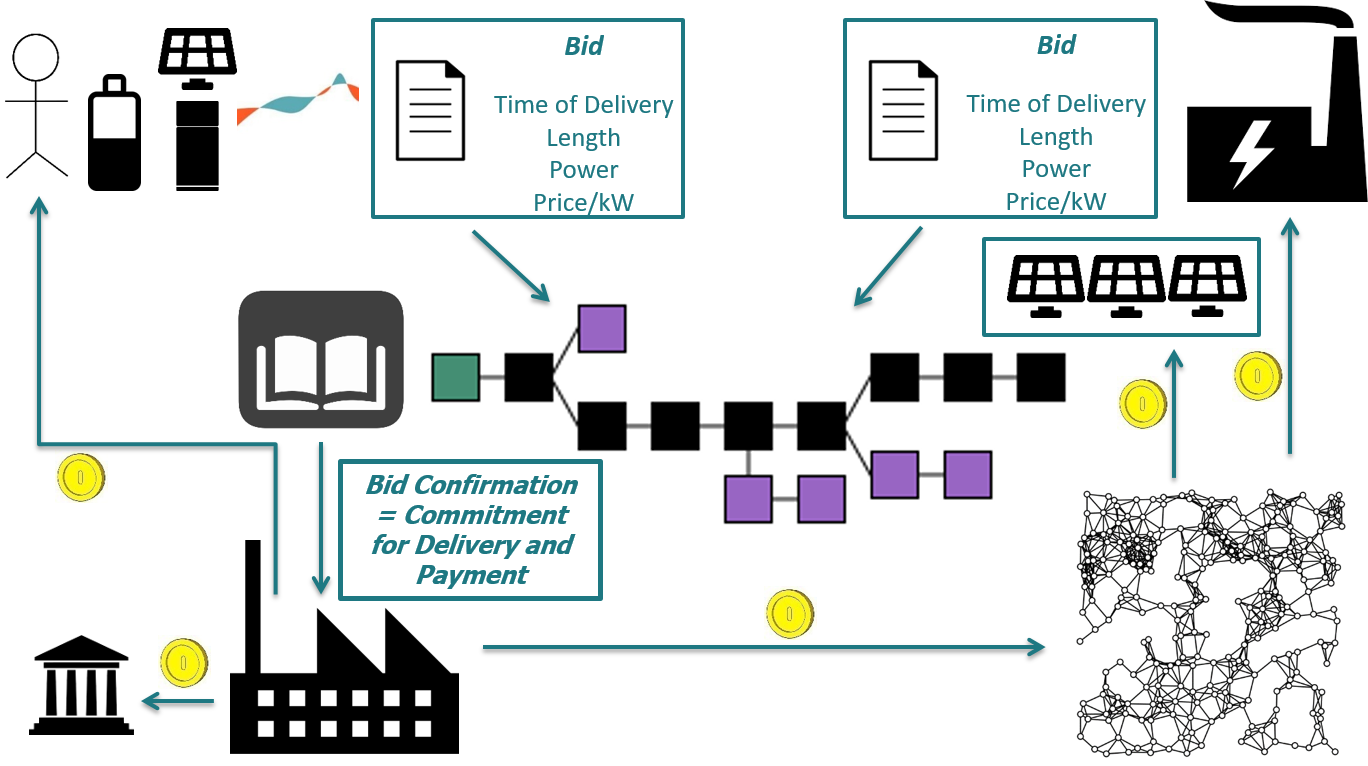 Bid
Time of Delivery
Length
Power
Price/kW
Bid
Time of Delivery
Length
Power
Price/kW
Bid Confirmation
= Commitment
for Delivery and
Payment